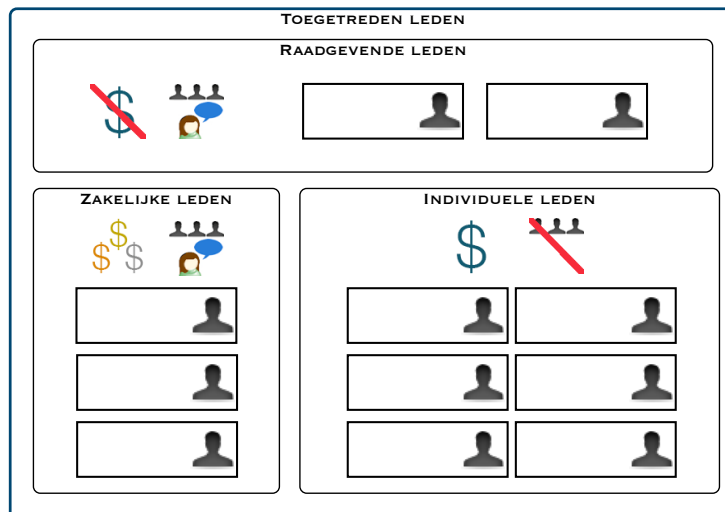 Toegetreden leden
Raadgevende leden
Zakelijke leden
Individuele leden